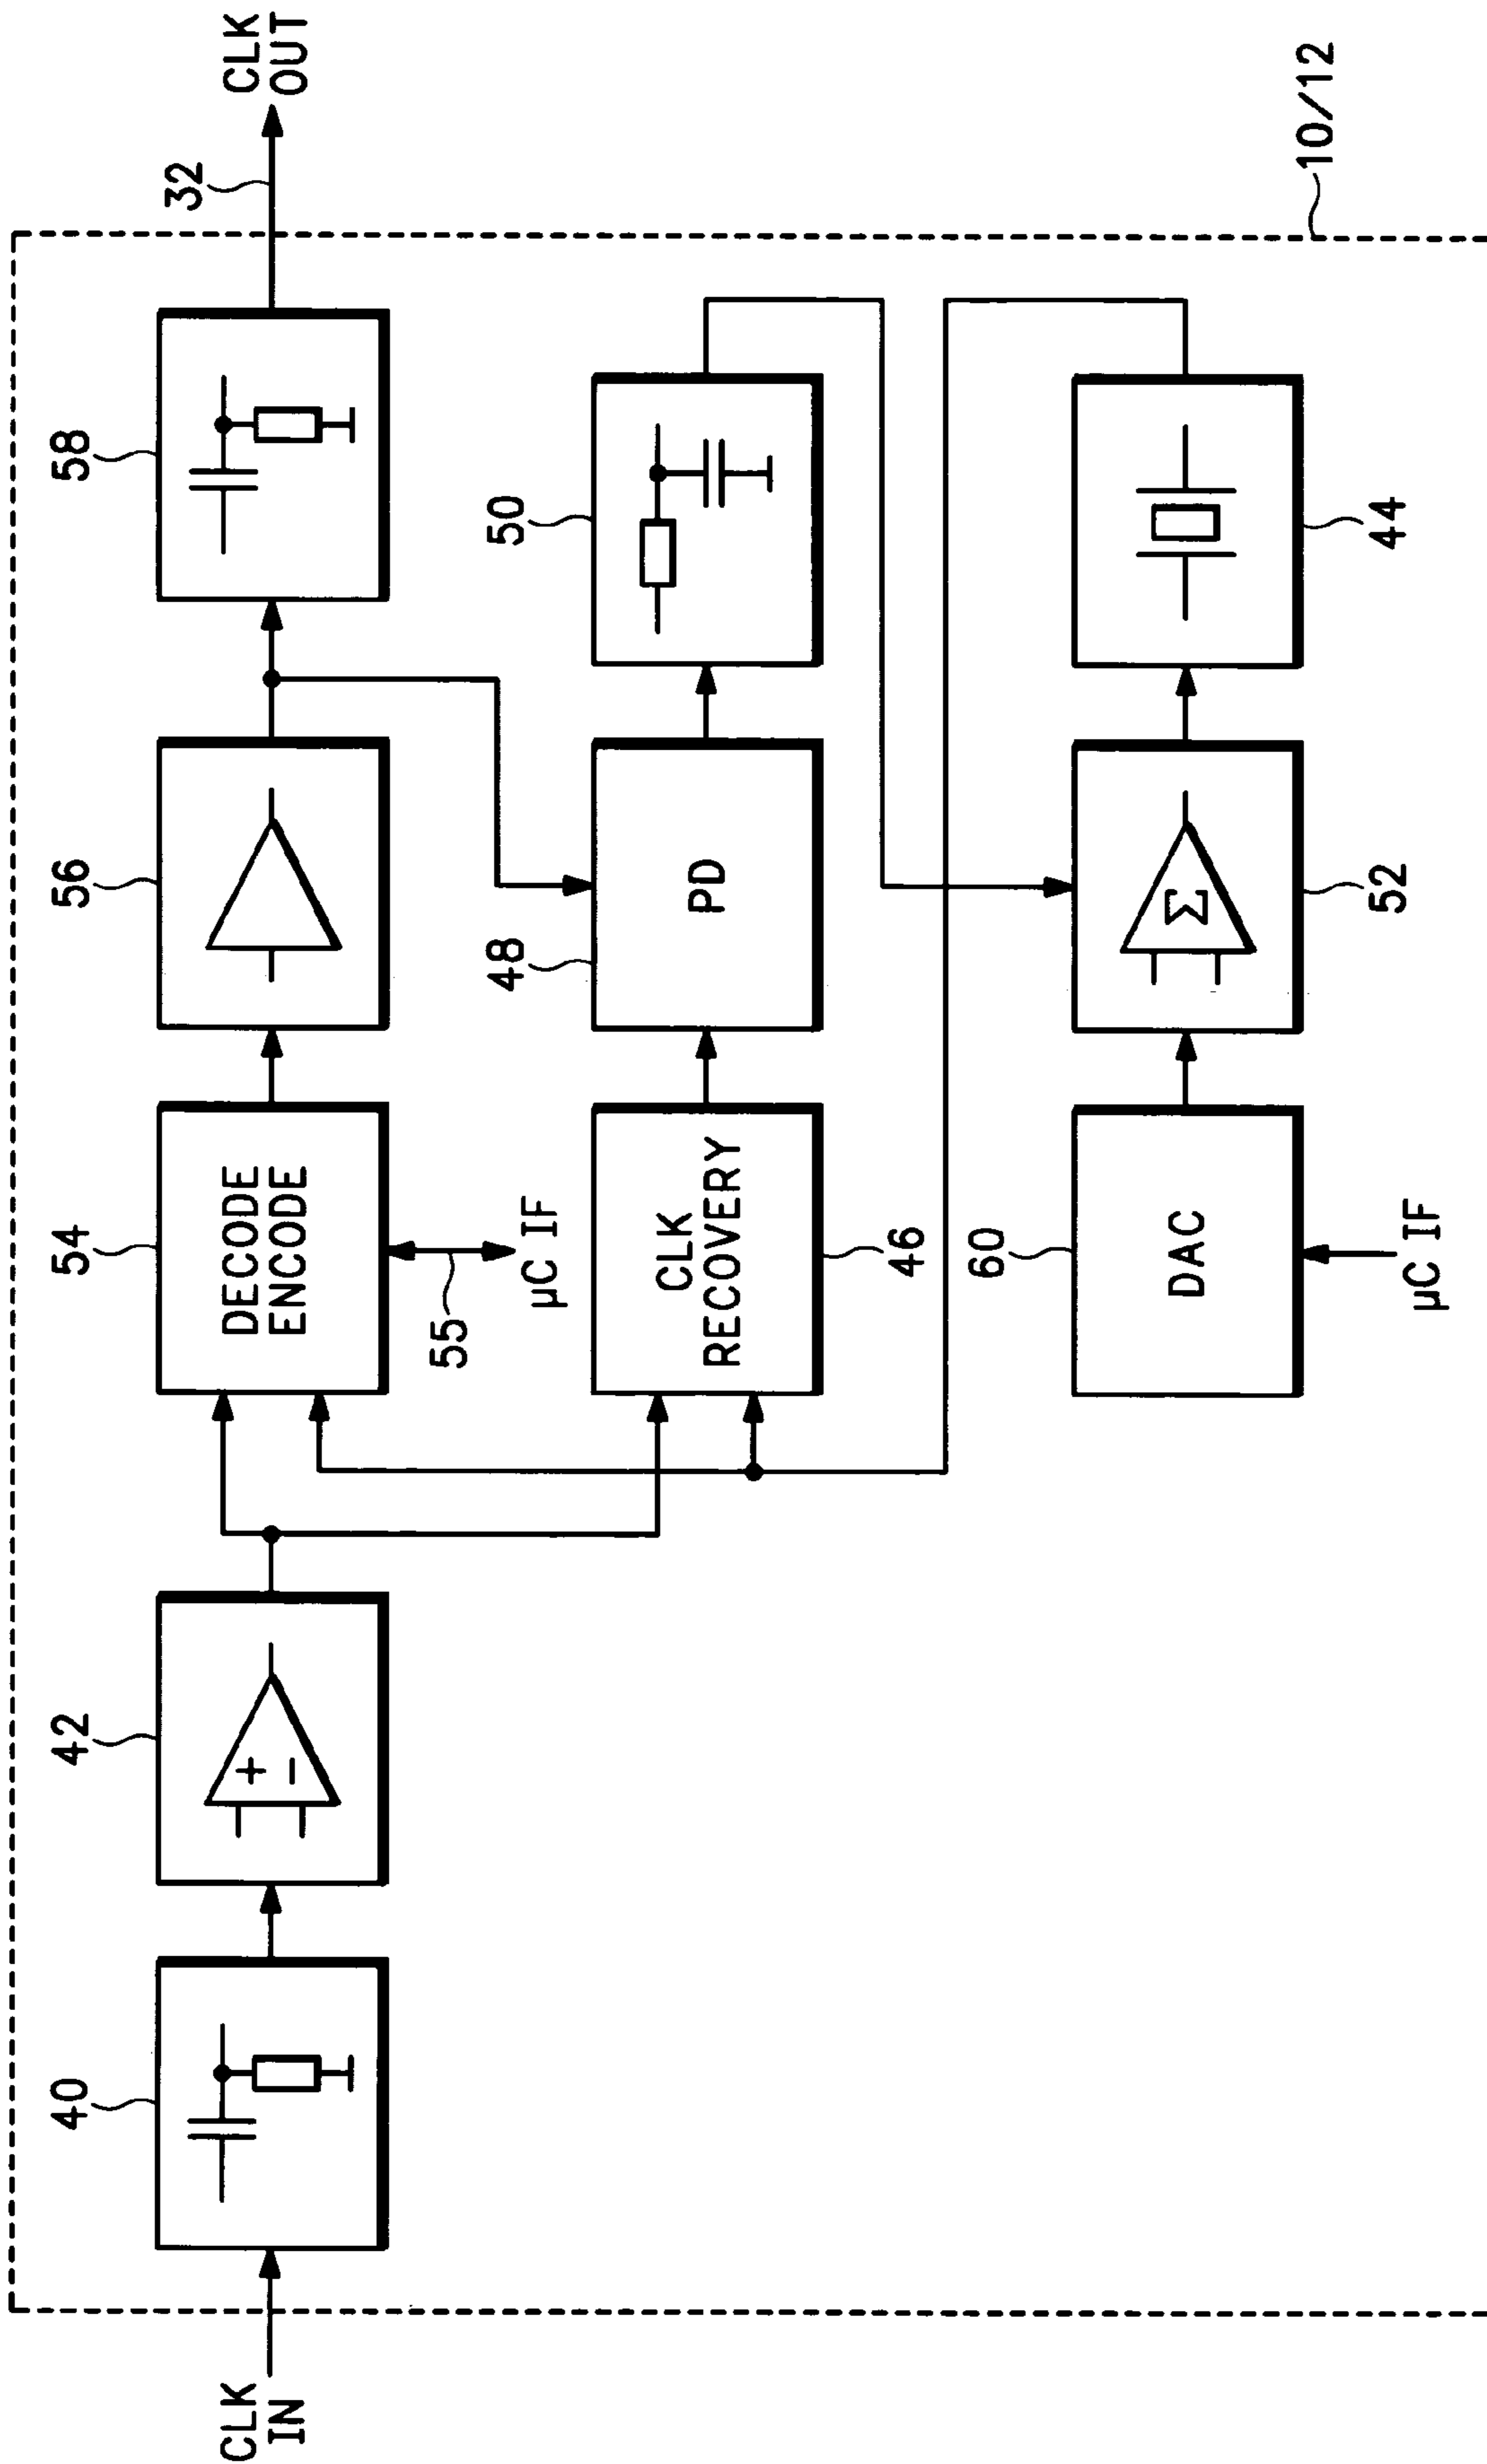 40
42
54
56
58
32
CLK
IN
+
-
DECODE
ENCODE
CLK
OUT
55
µC IF
48
50
CLK
RECOVERY
PD
46
60
DAC
Σ
52
44
µC IF
10/12